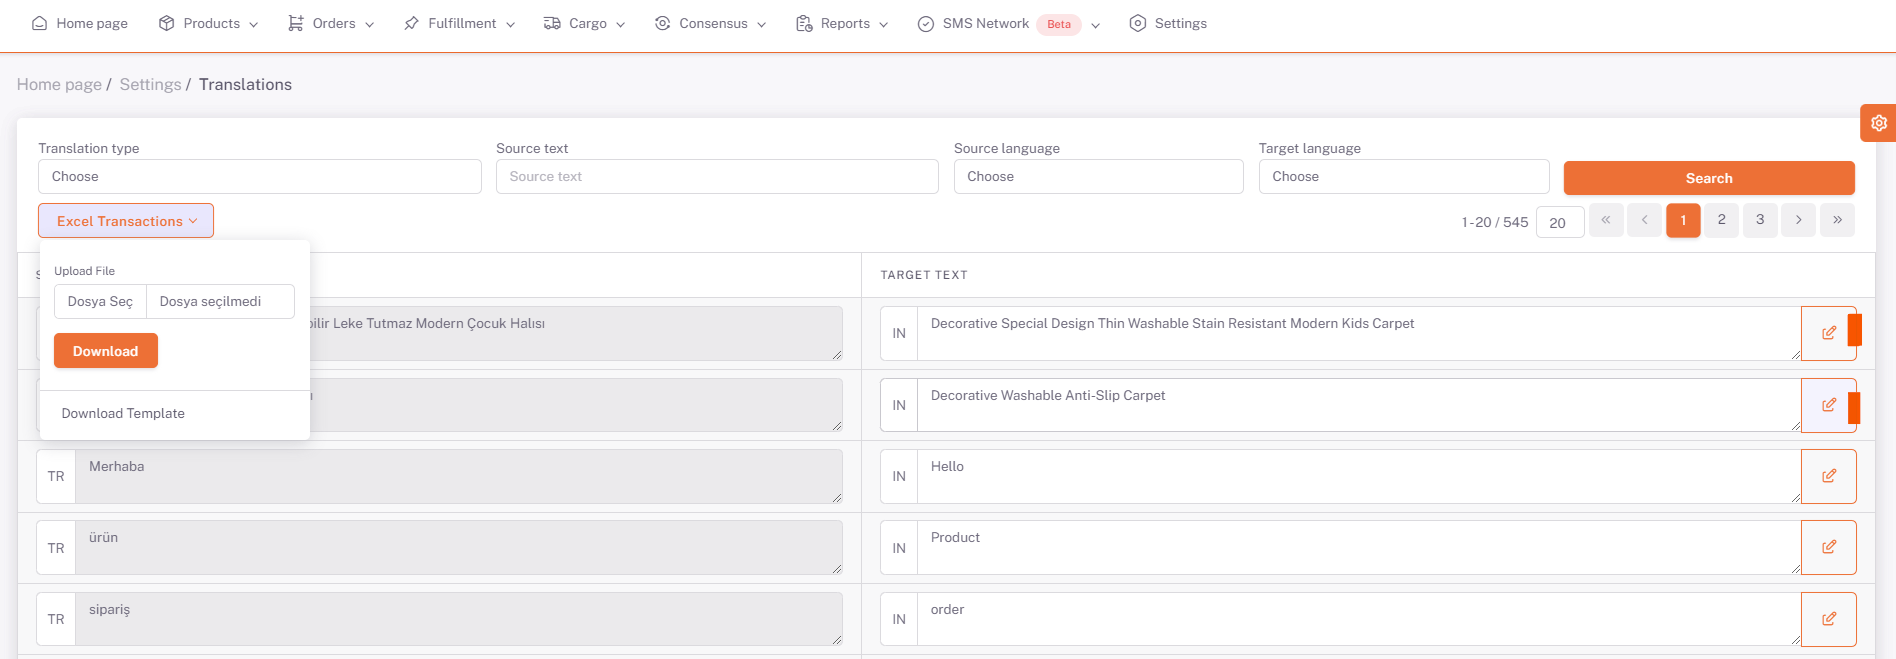 Home page Products Orders Fulfillment Cargo Consensus Reports SMS Network Beta Settings
Home page / Settings / Translations
Translation type Source text Source language Target language
Choose Source text Choose Choose Search
Excel Transactions 1-20 / 545 20 « < 1 2 3 > »
Upload File
TARGET TEXT
Dosya Seç Dosya seçilmedi
bilir Leke Tutmaz Modern Çocuk Halısı IN Decorative Special Design Thin Washable Stain Resistant Modern Kids Carpet
Download
IN Decorative Washable Anti-Slip Carpet
Download Template
TR Merhaba IN Hello
TR ürün IN Product
TR sipariş IN order